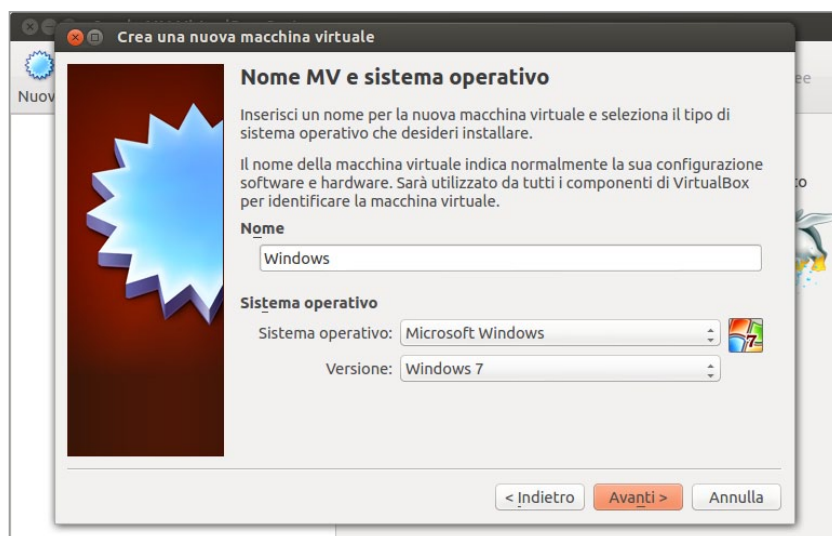 Crea una nuova macchina virtuale
Nuov
ee
Nome MV e sistema operativo
Inserisci un nome per la nuova macchina virtuale e seleziona il tipo di
sistema operativo che desideri installare.
Il nome della macchina virtuale indica normalmente la sua configurazione
software e hardware. Sarà utilizzato da tutti i componenti di VirtualBox
per identificare la macchina virtuale.
to
Nome
Windows
Sistema operativo
Sistema operativo: Microsoft Windows
7
Versione: Windows 7
< Indietro Avanti > Annulla